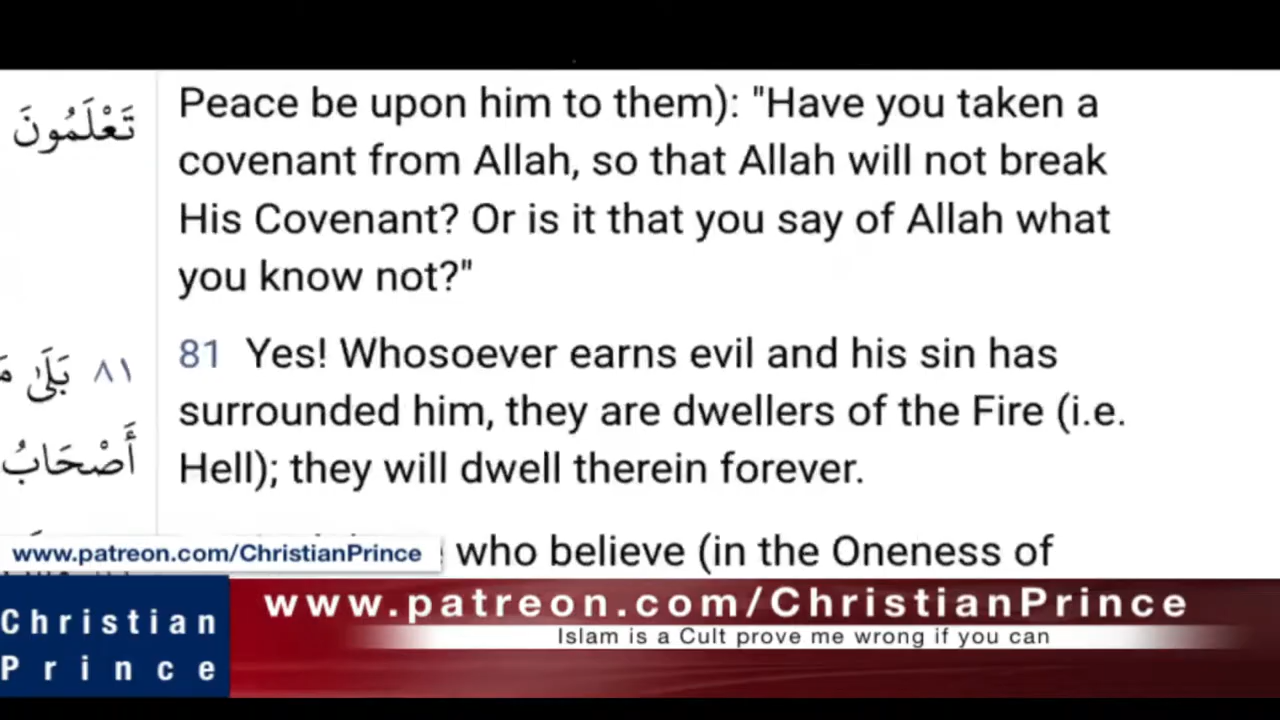 تَعْلَمُونَ
Peace be upon him to them): "Have you taken a
covenant from Allah, so that Allah will not break
His Covenant? Or is it that you say of Allah what
you know not?"
٨١ بَلَىٰ
81 Yes! Whosoever earns evil and his sin has
surrounded him, they are dwellers of the Fire (i.e.
أَصْحَابُ
Hell); they will dwell therein forever.
who believe (in the Oneness of
www.patreon.com/ChristianPrince
Christian
Prince
www.patreon.com/ChristianPrince
Islam is a Cult prove me wrong if you can